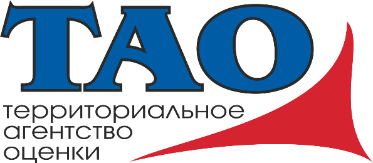 ТАО
территориальное
агентство
оценки